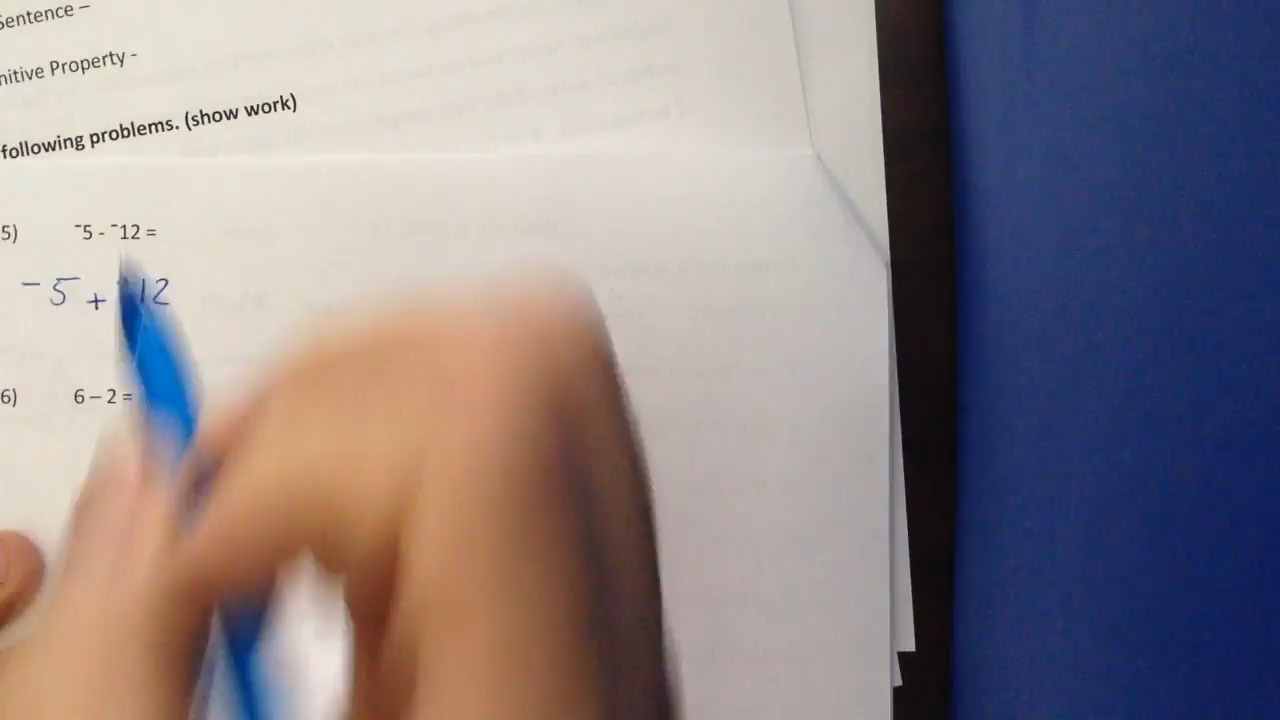 Sentence –
nitive Property -
following problems. (show work)
5) ⁻5 - ⁻12 =
⁻5 + 12
6) 6 – 2 =